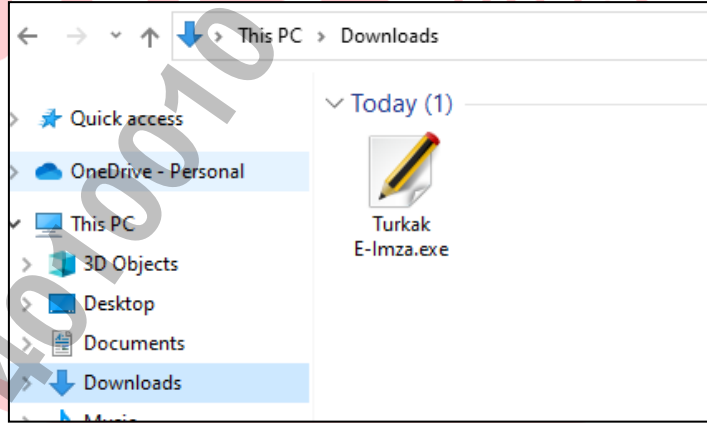 This PC > Downloads
Today (1)
Quick access
OneDrive - Personal
This PC
3D Objects
Desktop
Documents
Downloads
Music
Turkak
E-Imza.exe